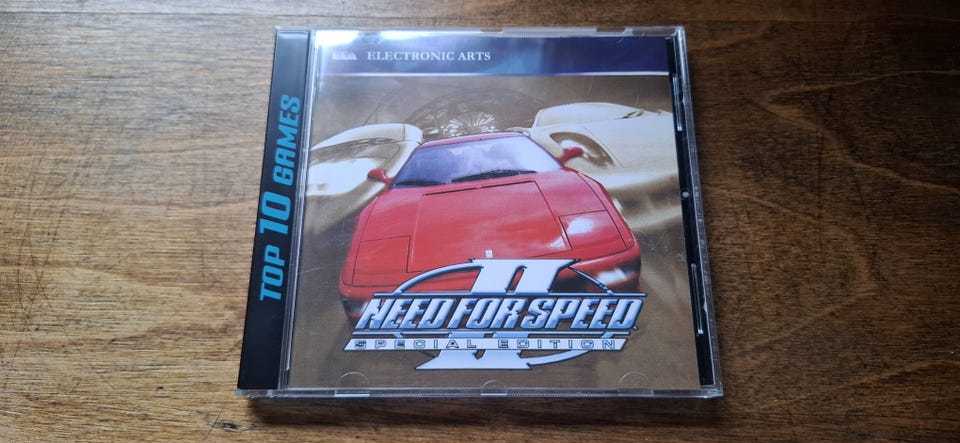 TOP 10 GAMES
EA ELECTRONIC ARTS
II
NEED FOR SPEED
SPECIAL EDITION